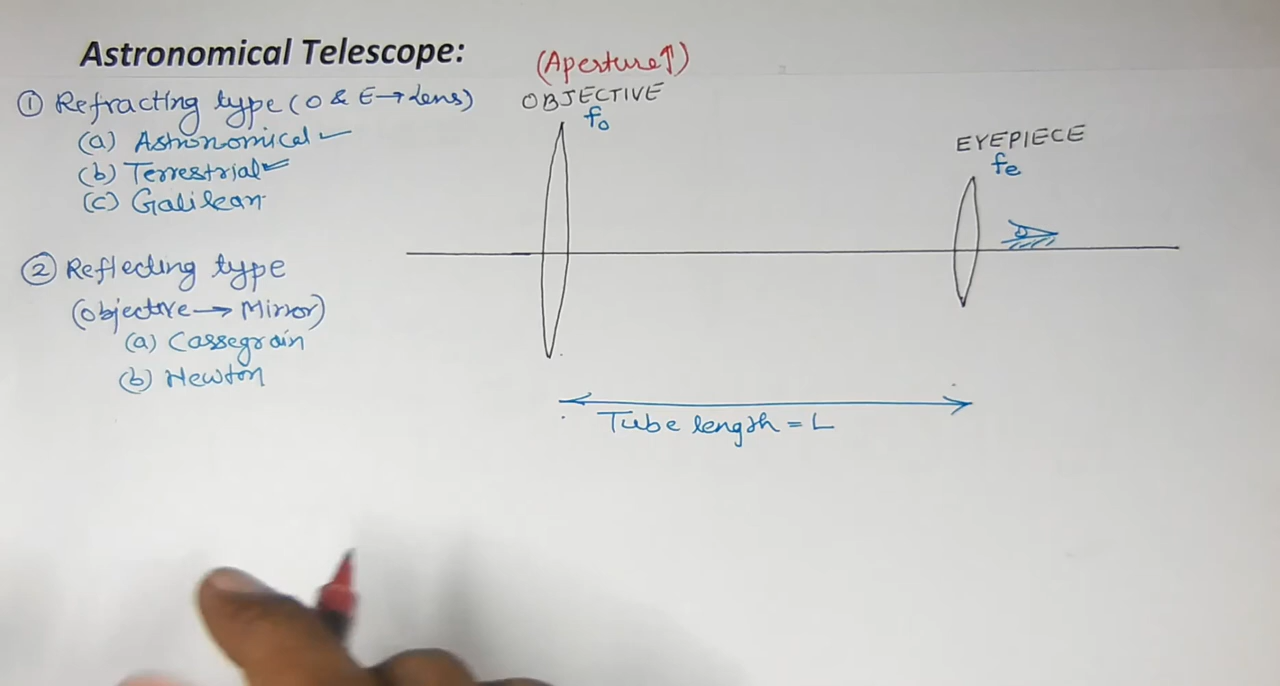 Astronomical Telescope:
① Refracting type (O & E → Lens)
(a) Astronomical
(b) Terrestrial
(c) Galilean
② Reflecting type
(Objective → Mirror)
(a) Cassegrain
(b) Newton
(Aperture↑)
OBJECTIVE
fo
EYEPIECE
fe
Tube length = L